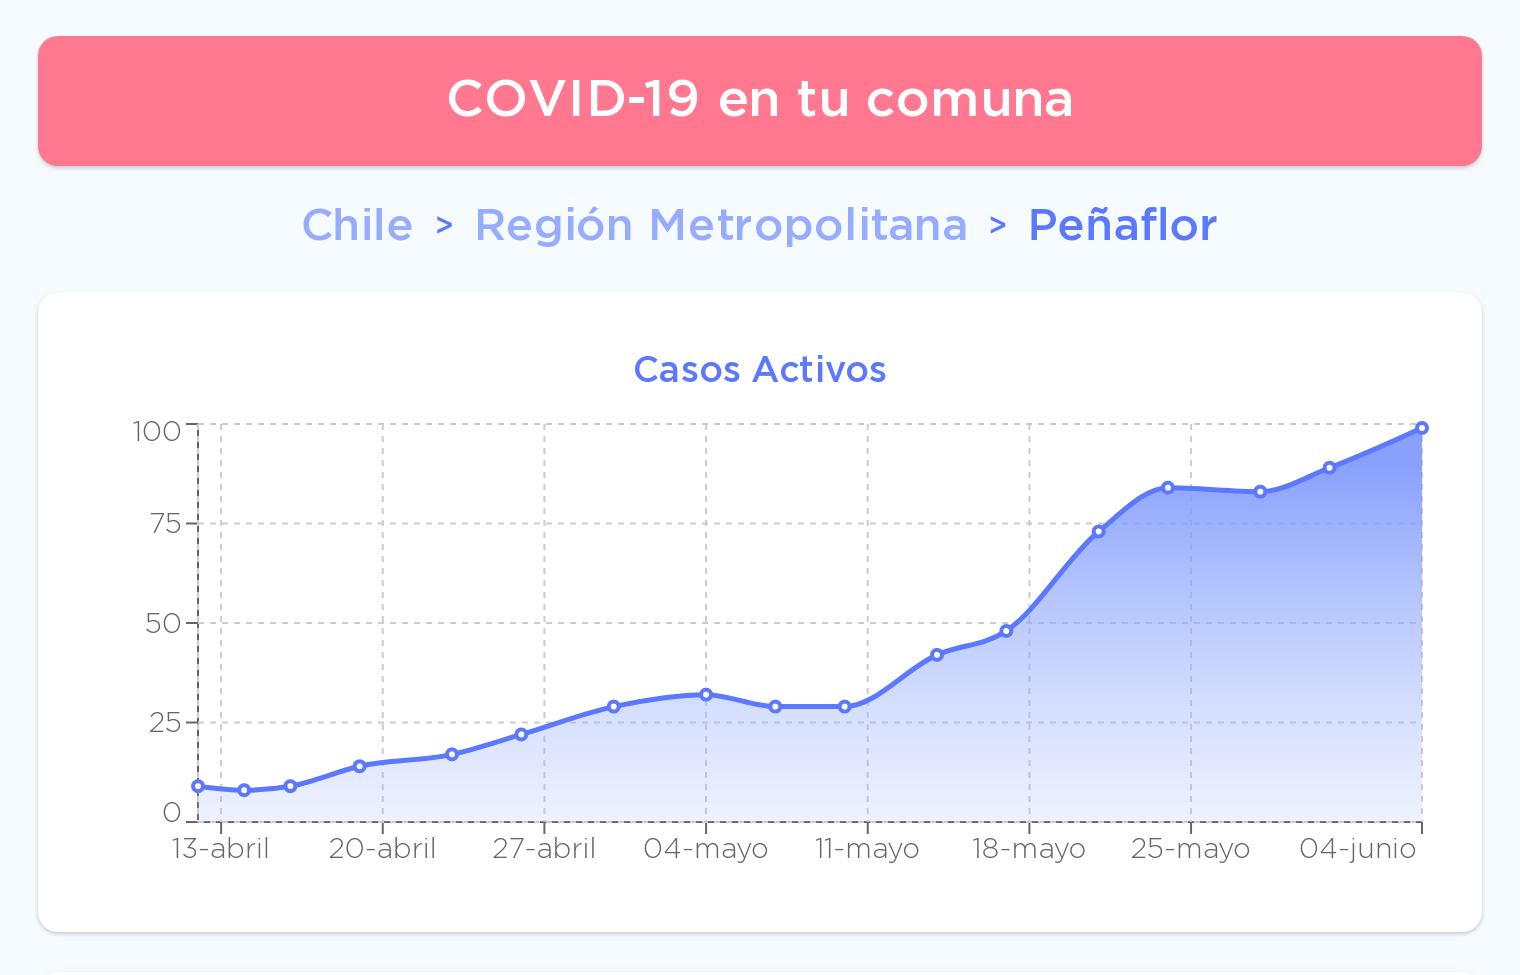 COVID-19 en tu comuna
Chile > Región Metropolitana > Peñaflor
Casos Activos
100
75
50
25
0
13-abril 20-abril 27-abril 04-mayo 11-mayo 18-mayo 25-mayo 04-junio